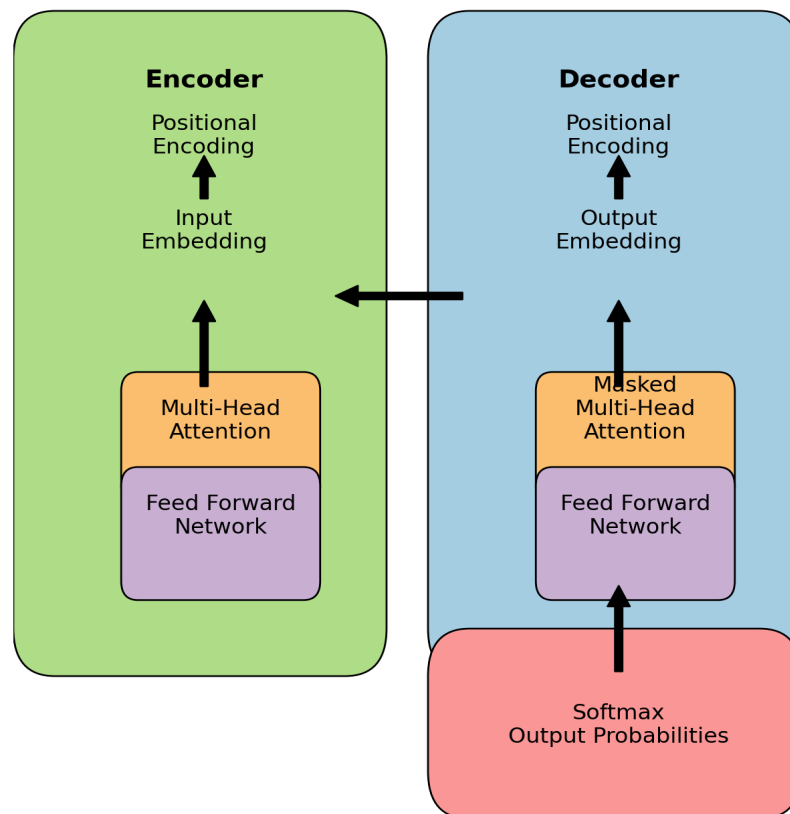 Encoder
Positional
Encoding
Input
Embedding
Multi-Head
Attention
Feed Forward
Network
Decoder
Positional
Encoding
Output
Embedding
Masked
Multi-Head
Attention
Feed Forward
Network
Softmax
Output Probabilities